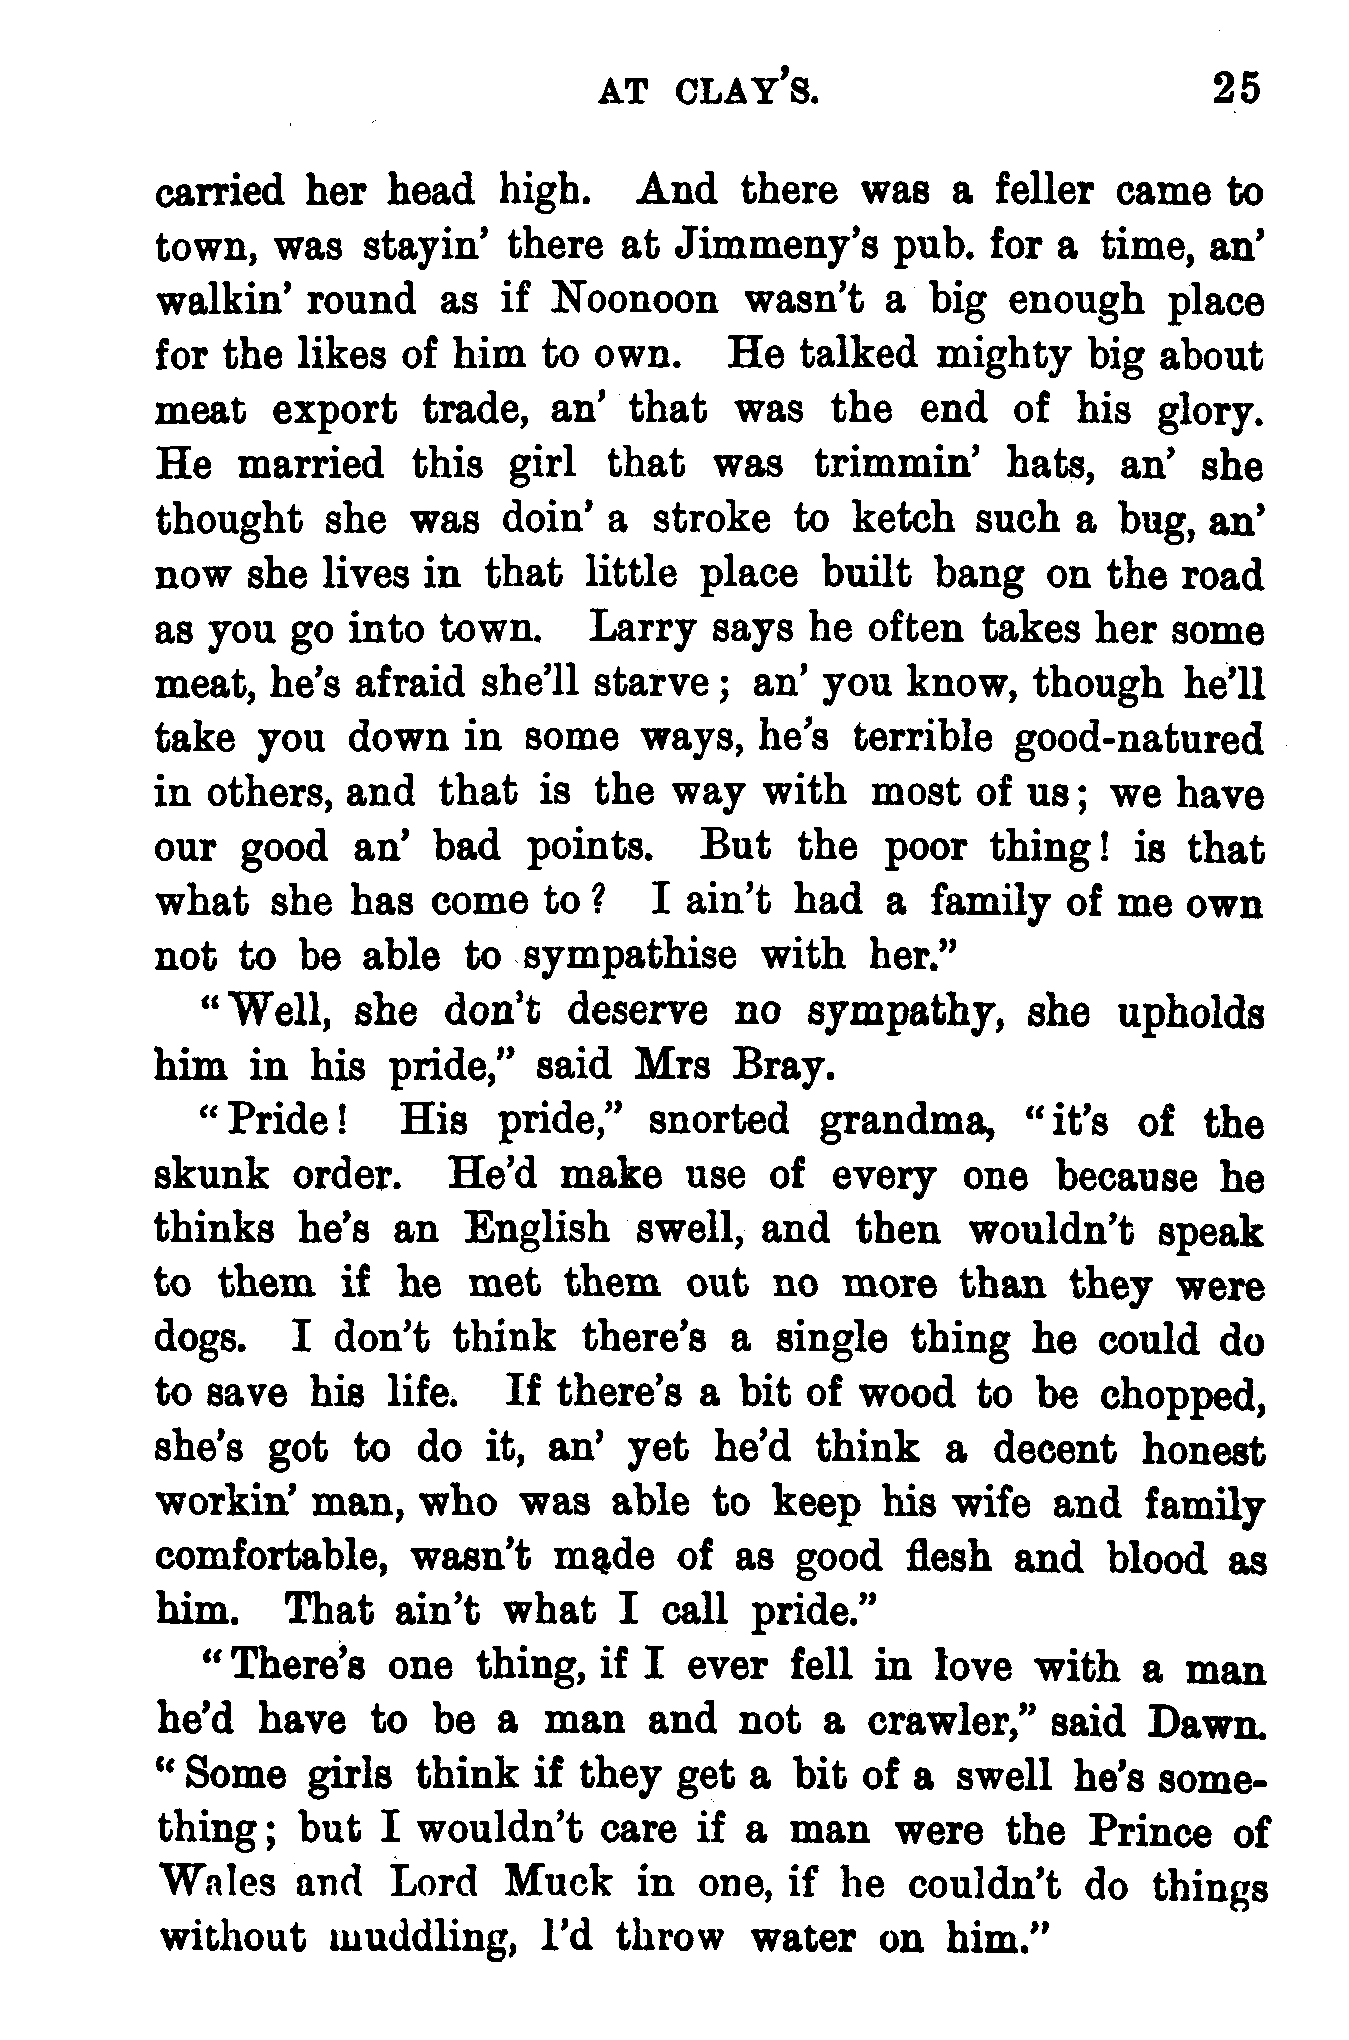 AT CLAY'S. 25
carried her head high. And there was a feller came to
town, was stayin' there at Jimmeny's pub. for a time, an'
walkin' round as if Noonoon wasn't a big enough place
for the likes of him to own. He talked mighty big about
meat export trade, an' that was the end of his glory.
He married this girl that was trimmin' hats, an' she
thought she was doin' a stroke to ketch such a bug, an'
now she lives in that little place built bang on the road
as you go into town. Larry says he often takes her some
meat, he's afraid she'll starve; an' you know, though he'll
take you down in some ways, he's terrible good-natured
in others, and that is the way with most of us; we have
our good an' bad points. But the poor thing! is that
what she has come to? I ain't had a family of me own
not to be able to sympathise with her."
"Well, she don't deserve no sympathy, she upholds
him in his pride," said Mrs Bray.
"Pride! His pride," snorted grandma, "it's of the
skunk order. He'd make use of every one because he
thinks he's an English swell, and then wouldn't speak
to them if he met them out no more than they were
dogs. I don't think there's a single thing he could do
to save his life. If there's a bit of wood to be chopped,
she's got to do it, an' yet he'd think a decent honest
workin' man, who was able to keep his wife and family
comfortable, wasn't made of as good flesh and blood as
him. That ain't what I call pride."
"There's one thing, if I ever fell in love with a man
he'd have to be a man and not a crawler," said Dawn.
"Some girls think if they get a bit of a swell he's some-
thing; but I wouldn't care if a man were the Prince of
Wales and Lord Muck in one, if he couldn't do things
without muddling, I'd throw water on him."